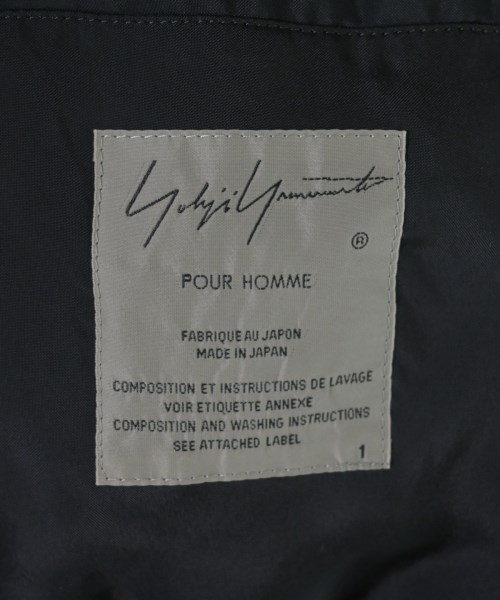 Yohji Yamamoto
®
POUR HOMME
FABRIQUE AU JAPON
MADE IN JAPAN
COMPOSITION ET INSTRUCTIONS DE LAVAGE
VOIR ETIQUETTE ANNEXE
COMPOSITION AND WASHING INSTRUCTIONS
SEE ATTACHED LABEL
1